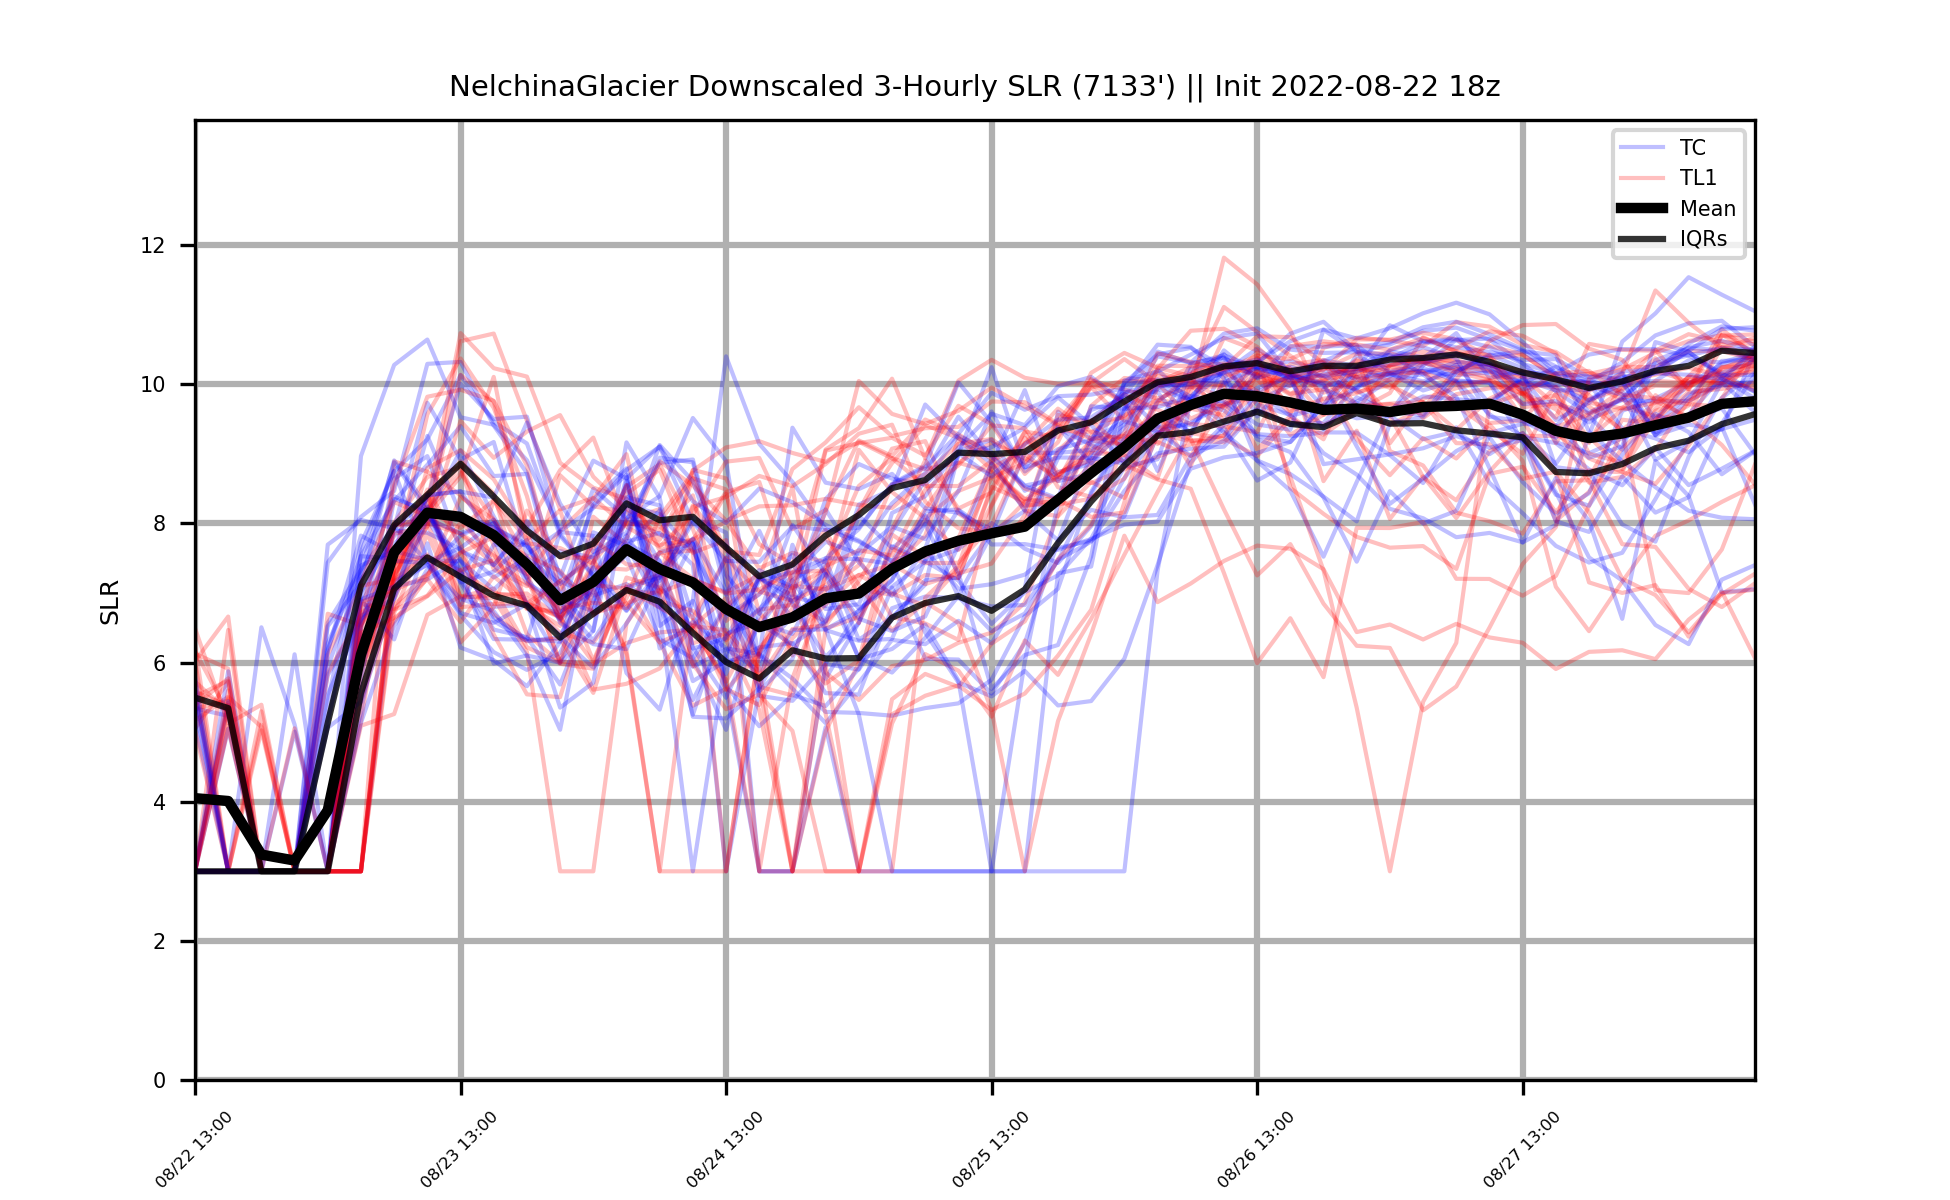 NelchinaGlacier Downscaled 3-Hourly SLR (7133') || Init 2022-08-22 18z
TC
TL1
Mean
IQRs
12
10
8
6
4
2
0
SLR
08/22 13:00
08/23 13:00
08/24 13:00
08/25 13:00
08/26 13:00
08/27 13:00